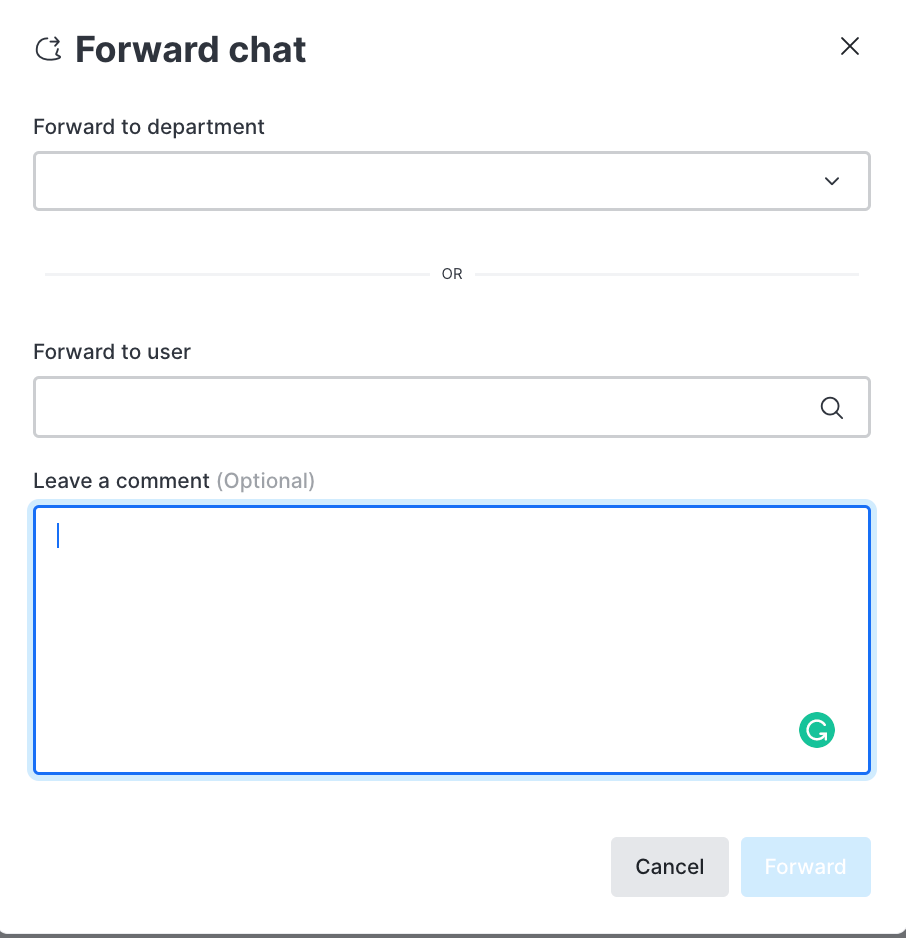 Forward chat
Forward to department
OR
Forward to user
Leave a comment (Optional)
Cancel
Forward